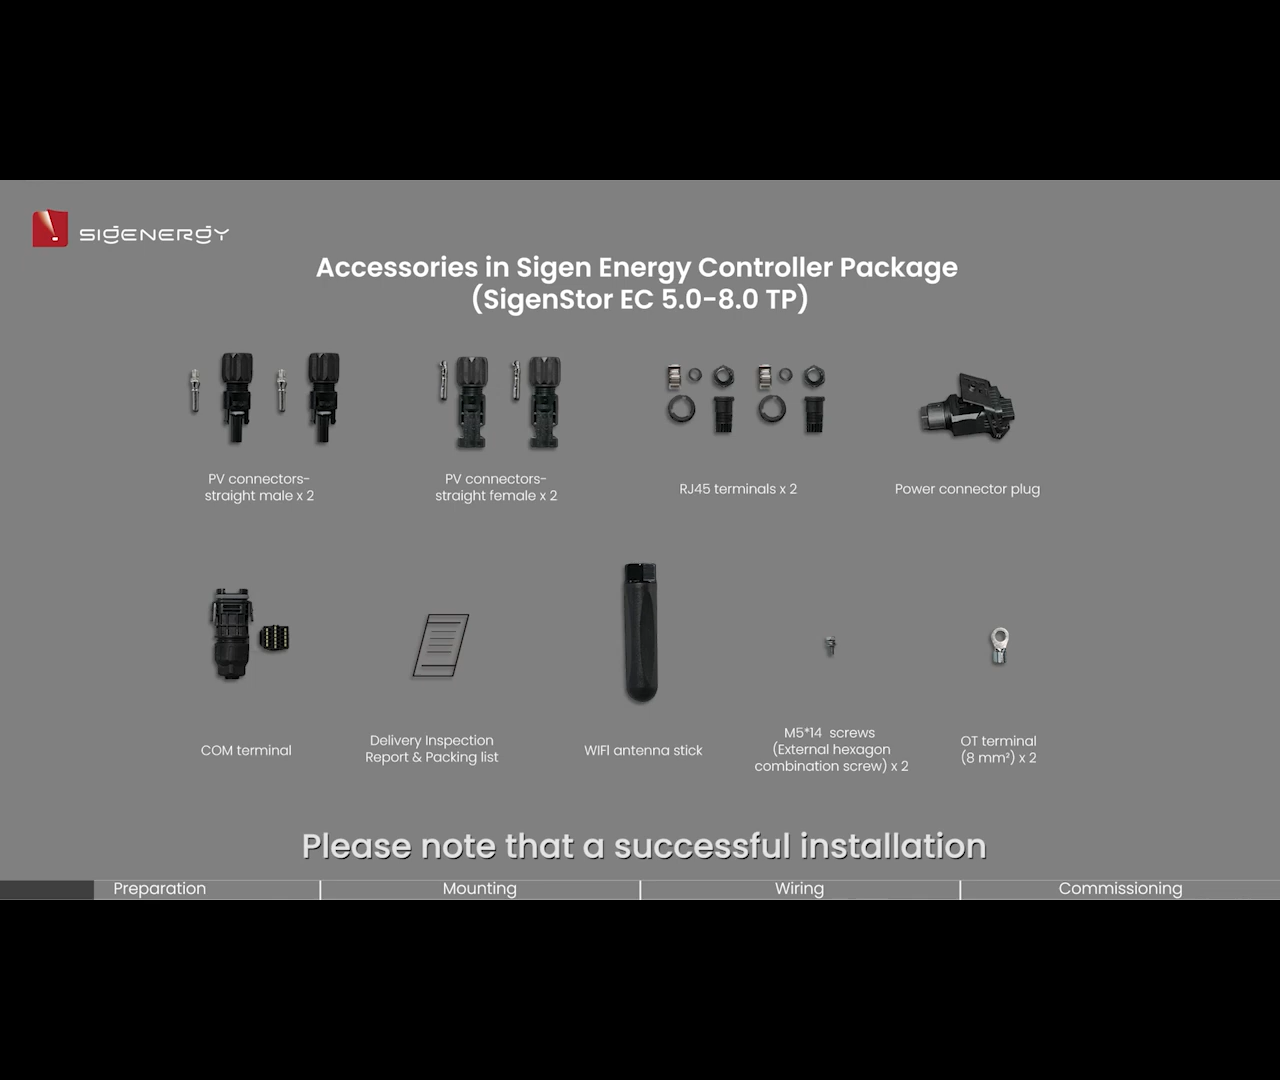 SIGENERGY
Accessories in Sigen Energy Controller Package
(SigenStor EC 5.0-8.0 TP)
PV connectors-
straight male x 2
PV connectors-
straight female x 2
RJ45 terminals x 2
Power connector plug
COM terminal
Delivery Inspection
Report & Packing list
WIFI antenna stick
M5*14 screws
(External hexagon
combination screw) x 2
OT terminal
(8 mm²) x 2
Please note that a successful installation
Preparation
Mounting
Wiring
Commissioning